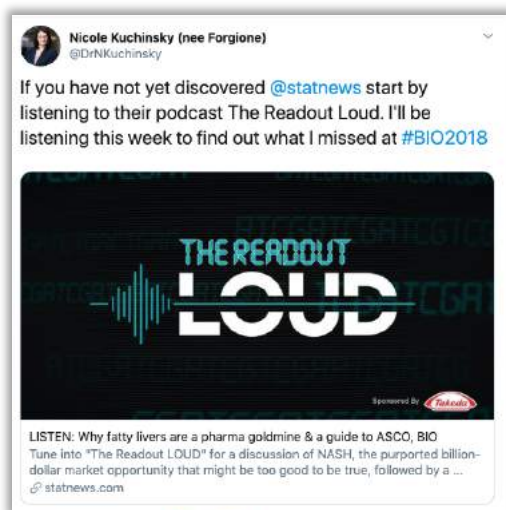 Nicole Kuchinsky (nee Forgione)
@DrNKuchinsky
If you have not yet discovered @statnews start by
listening to their podcast The Readout Loud. I'll be
listening this week to find out what I missed at #BIO2018
THE READOUT
LOUD
Sponsored By Takeda
LISTEN: Why fatty livers are a pharma goldmine & a guide to ASCO, BIO
Tune into "The Readout LOUD" for a discussion of NASH, the purported billion-
dollar market opportunity that might be too good to be true, followed by a ...
statnews.com